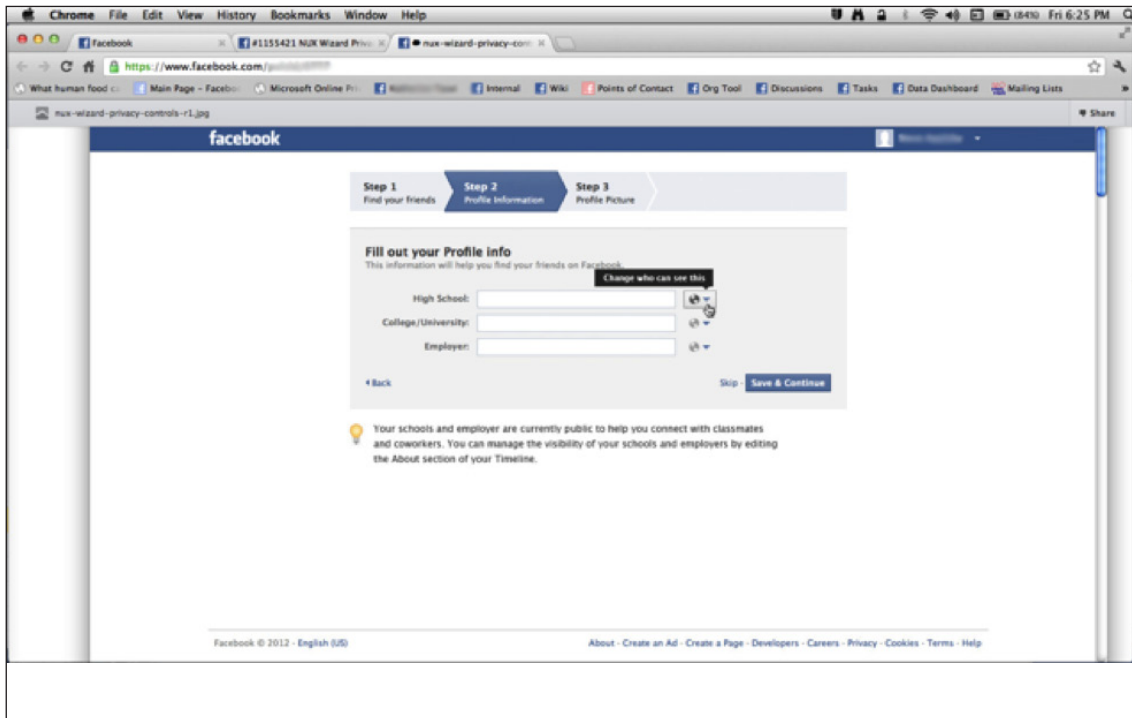 Chrome File Edit View History Bookmarks Window Help (84%) Fri 6:25 PM
Facebook #1155421 NUX Wizard Priva nux-wizard-privacy-com
https://www.facebook.com/
What human food c Main Page – Facebo Microsoft Online Pri Internal Wiki Points of Contact Org Tool Discussions Tasks Data Dashboard Mailing Lists »
nux-wizard-privacy-controls-r1.jpg Share
facebook
Step 1 Step 2 Step 3
Find your friends Profile Information Profile Picture
Fill out your Profile info
This information will help you find your friends on Facebook.
Change who can see this
High School:
College/University:
Employer:
Back Skip · Save & Continue
Your schools and employer are currently public to help you connect with classmates
and coworkers. You can manage the visibility of your schools and employers by editing
the About section of your Timeline.
Facebook © 2012 · English (US) About · Create an Ad · Create a Page · Developers · Careers · Privacy · Cookies · Terms · Help